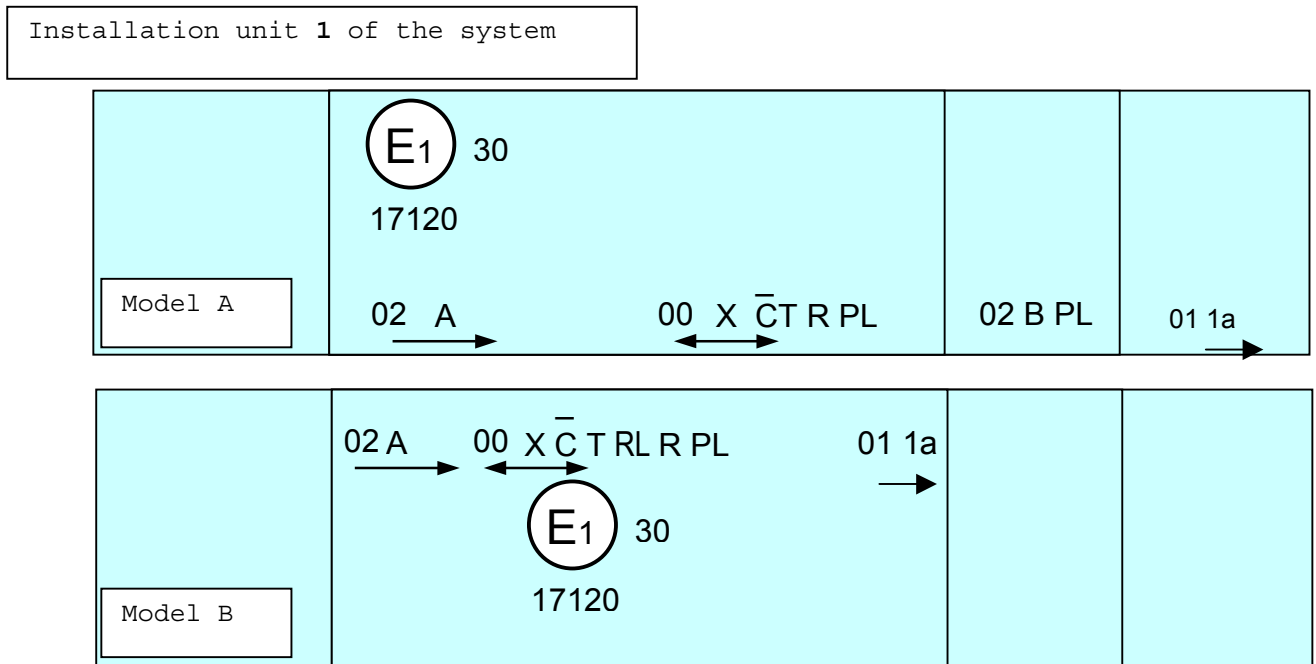 Installation unit 1 of the system
E1 30
17120
Model A
02 A 00 X C̅T R PL 02 B PL 01 1a
02 A 00 X C̅ T RL R PL 01 1a
E1 30
17120
Model B